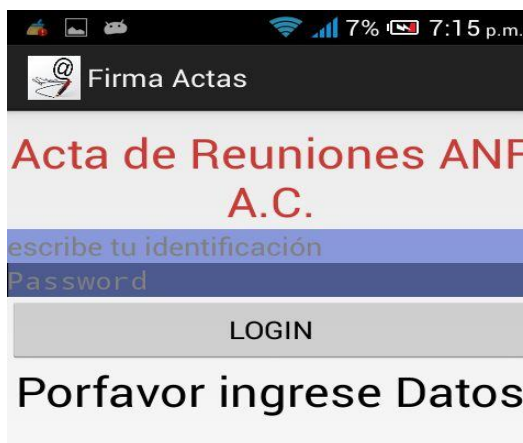 7% 7:15 p.m.
Firma Actas
Acta de Reuniones ANF
A.C.
escribe tu identificación
Password
LOGIN
Porfavor ingrese Datos